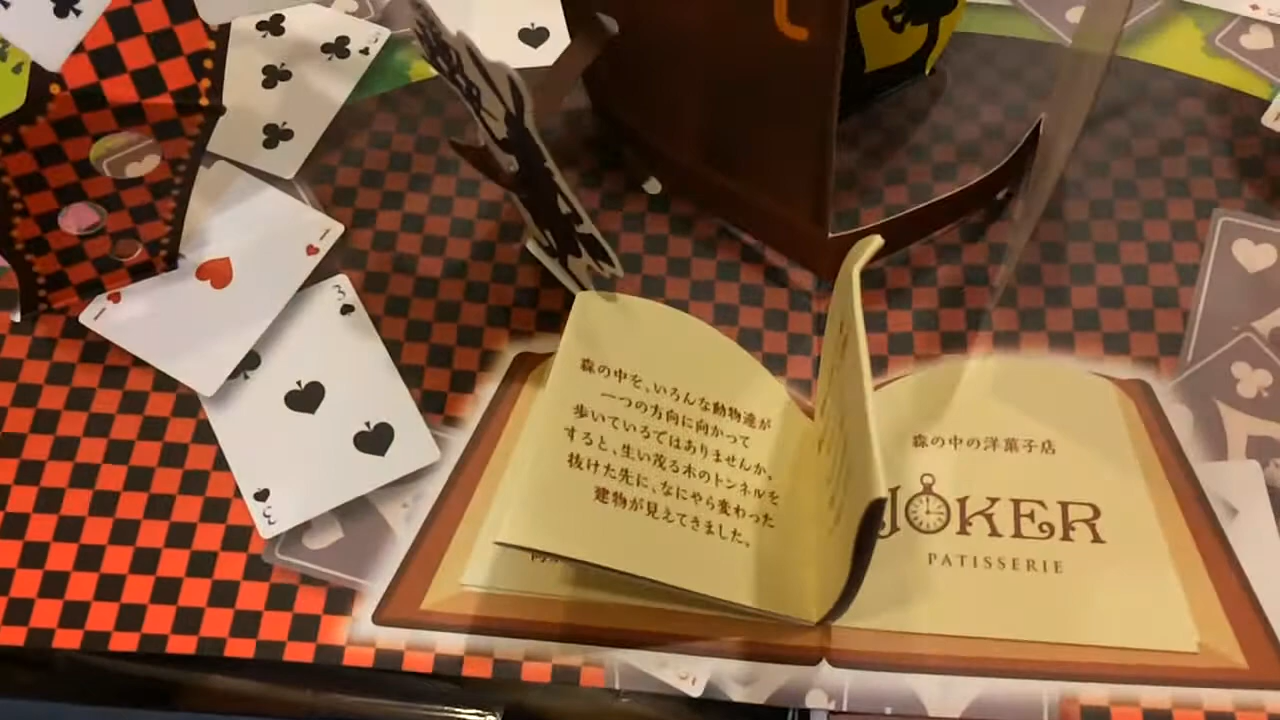 森の中を、いろんな動物達が
一つの方向に向かって
歩いているではありませんか。
すると、生い茂る木のトンネルを
抜けた先に、なにやら変わった
建物が見えてきました。
森の中の洋菓子店
JOKER
PATISSERIE
3
3